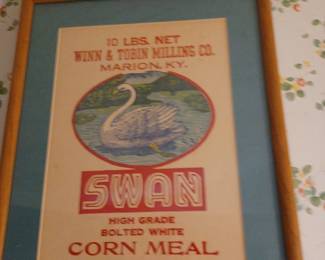 10 LBS. NET
WINN & TOBIN MILLING CO.
MARION, KY.
SWAN
HIGH GRADE
BOLTED WHITE
CORN MEAL